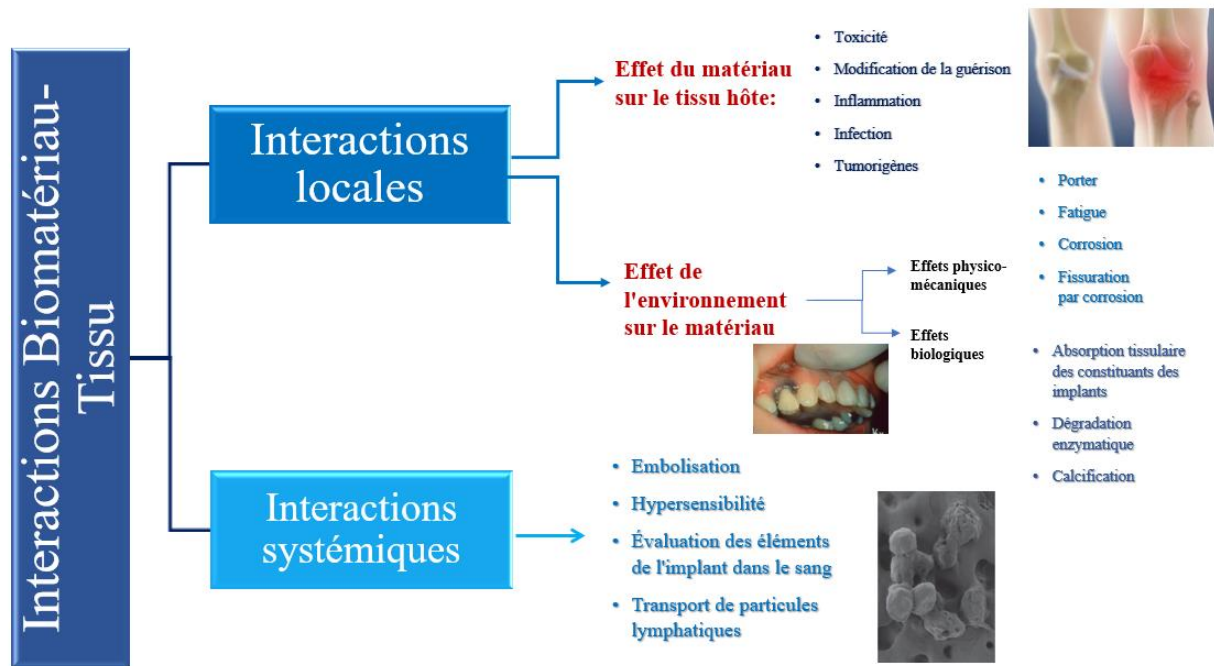 Interactions Biomatériau-
Tissu
Interactions
locales
Effet du matériau
sur le tissu hôte:
• Toxicité
• Modification de la guérison
• Inflammation
• Infection
• Tumorigènes
Effet de
l'environnement
sur le matériau
Effets physico-
mécaniques
• Porter
• Fatigue
• Corrosion
• Fissuration
par corrosion
Effets
biologiques
• Absorption tissulaire
des constituants des
implants
• Dégradation
enzymatique
• Calcification
Interactions
systémiques
• Embolisation
• Hypersensibilité
• Évaluation des éléments
de l'implant dans le sang
• Transport de particules
lymphatiques